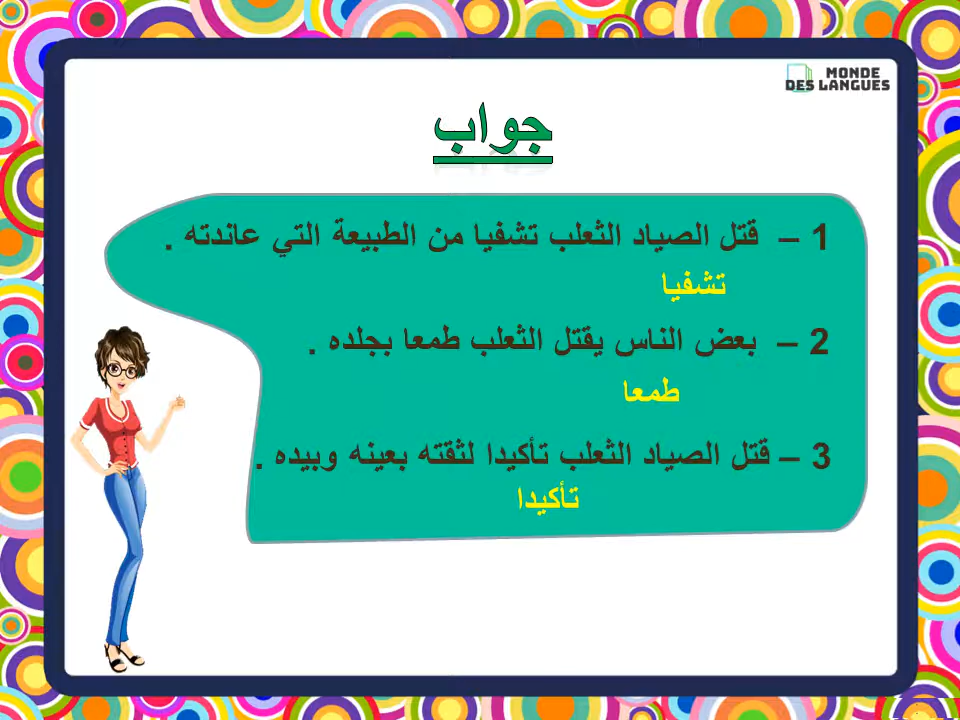 MONDE
DES LANGUES
جواب
1 – قتل الصياد الثعلب تشفيا من الطبيعة التي عاندته .
تشفيا
2 – بعض الناس يقتل الثعلب طمعا بجلده .
طمعا
3 – قتل الصياد الثعلب تأكيدا لثقته بعينه وبيده .
تأكيدا